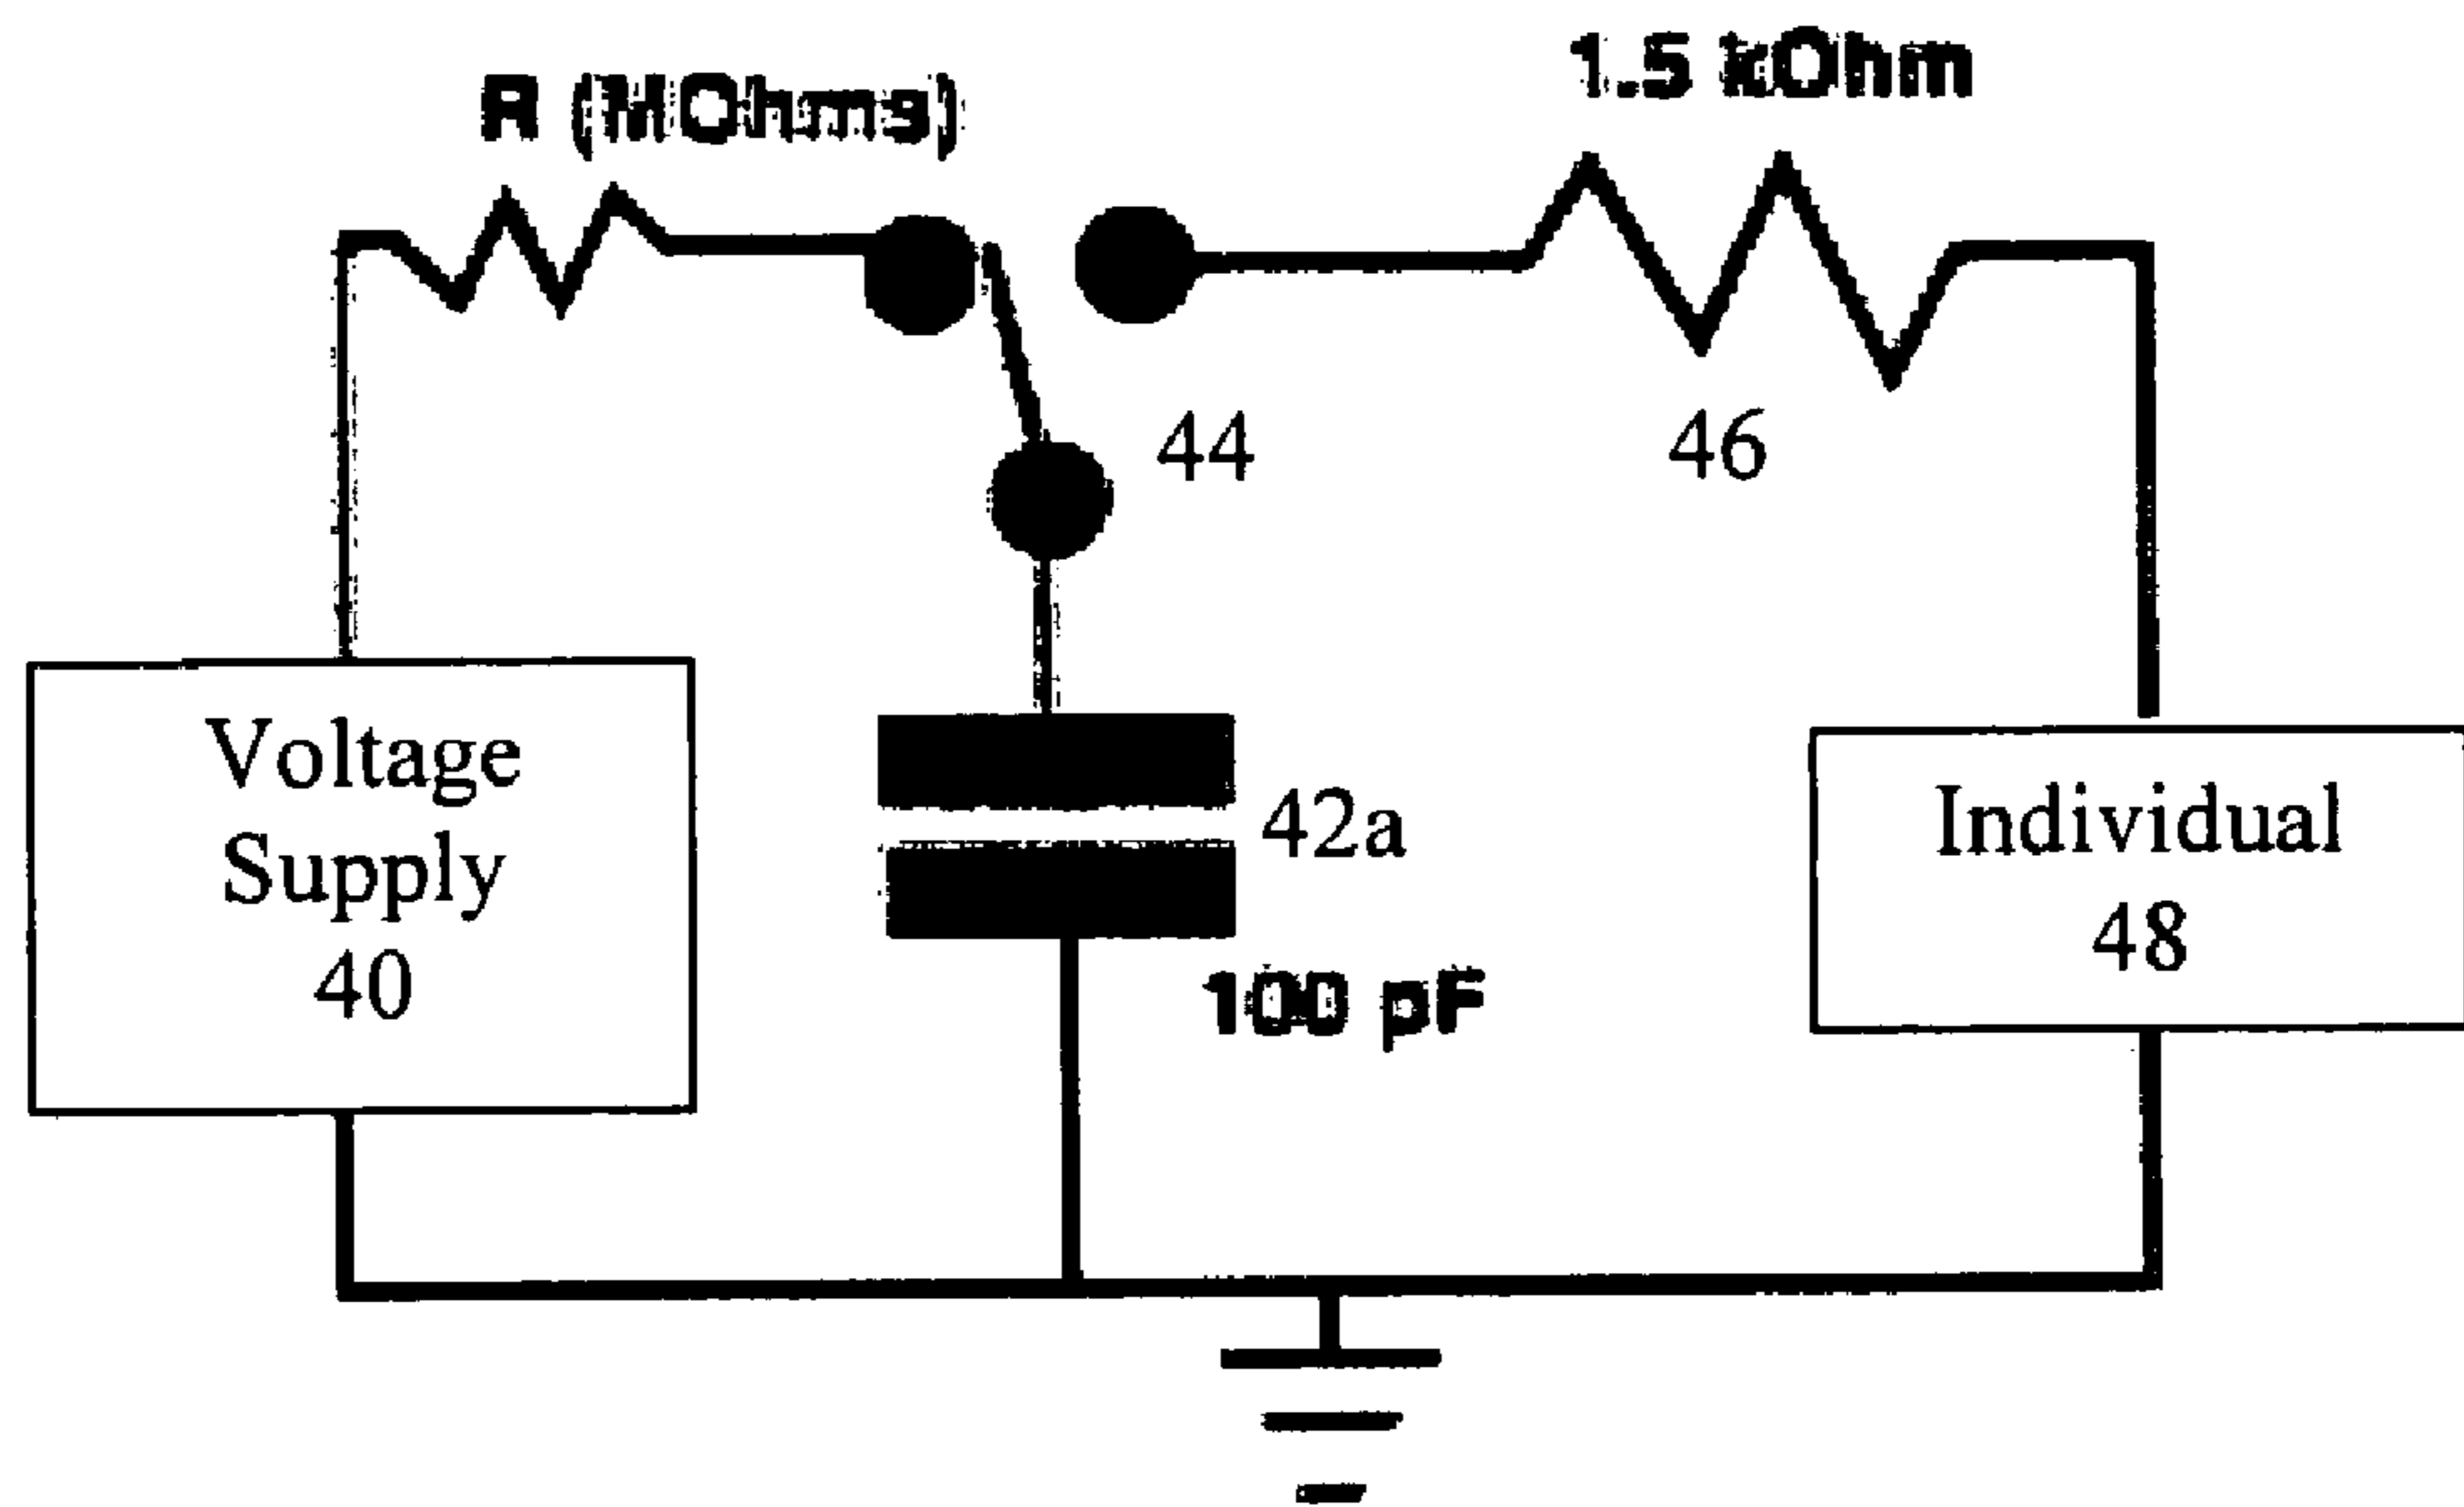 R (MOhms)
1.5 kOhm
44
46
Voltage
Supply
40
42a
100 pF
Individual
48